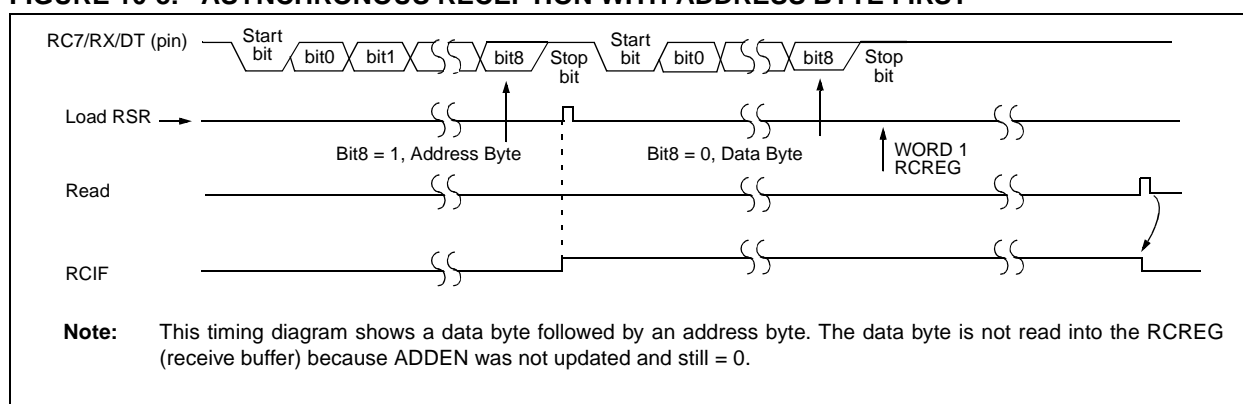 FIGURE 10-8: ASYNCHRONOUS RECEPTION WITH ADDRESS BYTE FIRST
RC7/RX/DT (pin)
Start
bit
bit0
bit1
bit8
Stop
bit
Start
bit
bit0
bit8
Stop
bit
Load RSR
Bit8 = 1, Address Byte
Bit8 = 0, Data Byte
WORD 1
RCREG
Read
RCIF
Note: This timing diagram shows a data byte followed by an address byte. The data byte is not read into the RCREG
(receive buffer) because ADDEN was not updated and still = 0.